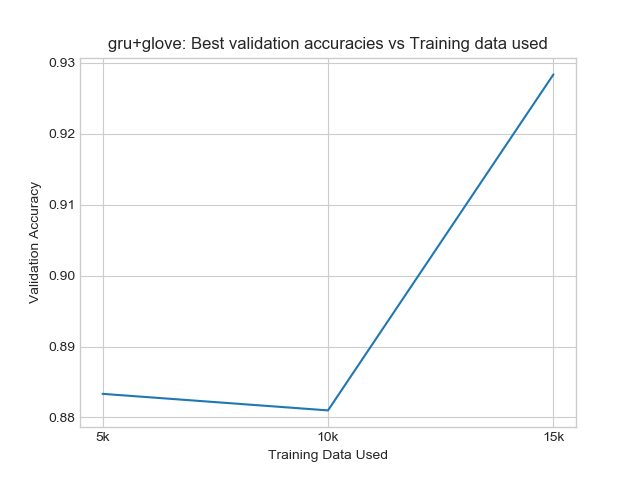 gru+glove: Best validation accuracies vs Training data used
0.93
0.92
0.91
0.90
0.89
0.88
Validation Accuracy
5k
10k
15k
Training Data Used